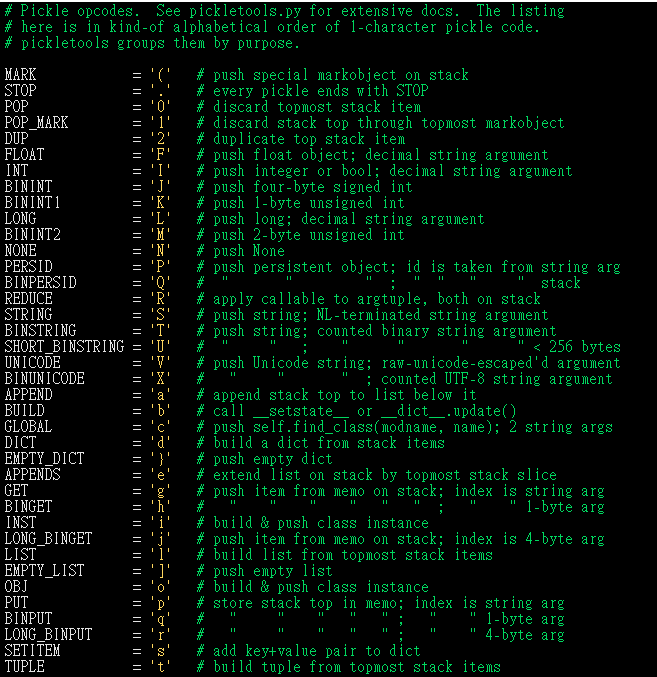 # Pickle opcodes.  See pickletools.py for extensive docs.  The listing
# here is in kind-of alphabetical order of 1-character pickle code.
# pickletools groups them by purpose.

MARK            = '('   # push special markobject on stack
STOP            = '.'   # every pickle ends with STOP
POP             = '0'   # discard topmost stack item
POP_MARK        = '1'   # discard stack top through topmost markobject
DUP             = '2'   # duplicate top stack item
FLOAT           = 'F'   # push float object; decimal string argument
INT             = 'I'   # push integer or bool; decimal string argument
BININT          = 'J'   # push four-byte signed int
BININT1         = 'K'   # push 1-byte unsigned int
LONG            = 'L'   # push long; decimal string argument
BININT2         = 'M'   # push 2-byte unsigned int
NONE            = 'N'   # push None
PERSID          = 'P'   # push persistent object; id is taken from string arg
BINPERSID       = 'Q'   #  "       "         "  ;  "  "   "     "  stack
REDUCE          = 'R'   # apply callable to argtuple, both on stack
STRING          = 'S'   # push string; NL-terminated string argument
BINSTRING       = 'T'   # push string; counted binary string argument
SHORT_BINSTRING = 'U'   #  "     "   ;    "      "       "      " < 256 bytes
UNICODE         = 'V'   # push Unicode string; raw-unicode-escaped'd argument
BINUNICODE      = 'X'   #   "     "       "  ; counted UTF-8 string argument
APPEND          = 'a'   # append stack top to list below it
BUILD           = 'b'   # call __setstate__ or __dict__.update()
GLOBAL          = 'c'   # push self.find_class(modname, name); 2 string args
DICT            = 'd'   # build a dict from stack items
EMPTY_DICT      = '}'   # push empty dict
APPENDS         = 'e'   # extend list on stack by topmost stack slice
GET             = 'g'   # push item from memo on stack; index is string arg
BINGET          = 'h'   #   "    "    "    "   "   "  ;   "    " 1-byte arg
INST            = 'i'   # build & push class instance
LONG_BINGET     = 'j'   # push item from memo on stack; index is 4-byte arg
LIST            = 'l'   # build list from topmost stack items
EMPTY_LIST      = ']'   # push empty list
OBJ             = 'o'   # build & push class instance
PUT             = 'p'   # store stack top in memo; index is string arg
BINPUT          = 'q'   #   "     "    "   "   " ;   "    " 1-byte arg
LONG_BINPUT     = 'r'   #   "     "    "   "   " ;   "    " 4-byte arg
SETITEM         = 's'   # add key+value pair to dict
TUPLE           = 't'   # build tuple from topmost stack items